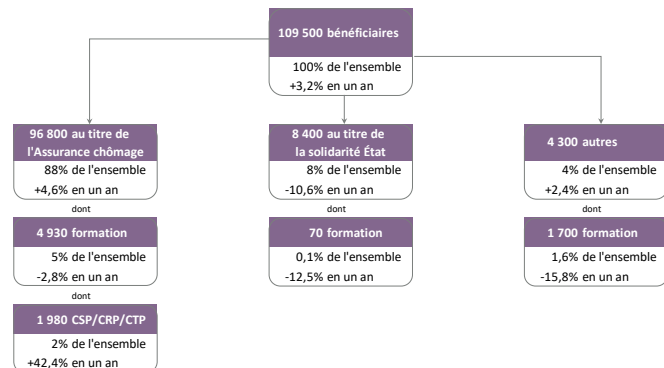 109 500 bénéficiaires
100% de l'ensemble
+3,2% en un an
96 800 au titre de
l'Assurance chômage
88% de l'ensemble
+4,6% en un an
dont
4 930 formation
5% de l'ensemble
-2,8% en un an
dont
1 980 CSP/CRP/CTP
2% de l'ensemble
+42,4% en un an
8 400 au titre de
la solidarité État
8% de l'ensemble
-10,6% en un an
dont
70 formation
0,1% de l'ensemble
-12,5% en un an
4 300 autres
4% de l'ensemble
+2,4% en un an
dont
1 700 formation
1,6% de l'ensemble
-15,8% en un an